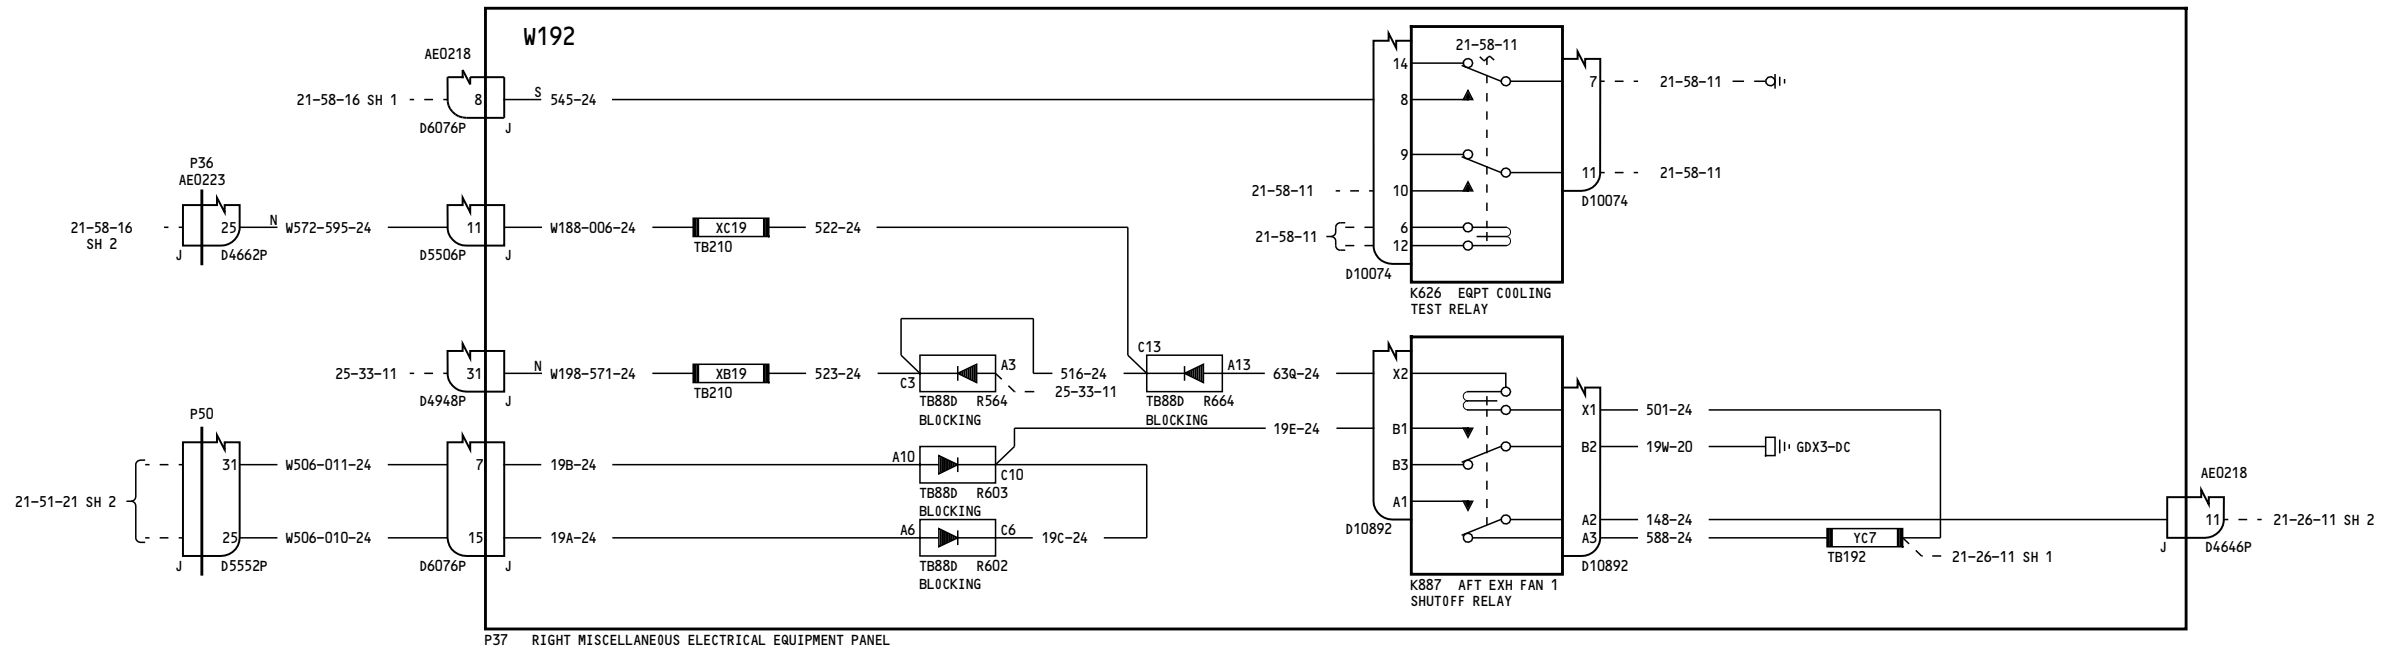 W192
AE0218
21-58-16 SH 1
8
S
545-24
D6076P
J
P36
AE0223
21-58-16
SH 2
25
N
W572-595-24
11
W188-006-24
XC19
522-24
J
D4662P
D5506P
J
TB210
21-58-11
14
8
9
10
6
12
7
11
21-58-11
21-58-11
21-58-11
21-58-11
D10074
D10074
K626 EQPT COOLING
TEST RELAY
25-33-11
31
N
W198-571-24
XB19
523-24
C3
A3
516-24
25-33-11
C13
A13
63Q-24
D4948P
J
TB210
TB88D R564
BLOCKING
TB88D R664
BLOCKING
19E-24
X2
B1
B3
A1
X1
B2
A2
A3
501-24
19W-20
GDX3-DC
148-24
588-24
YC7
TB192
21-26-11 SH 1
AE0218
11
21-26-11 SH 2
J
D4646P
D10892
D10892
K887 AFT EXH FAN 1
SHUTOFF RELAY
P50
21-51-21 SH 2
31
W506-011-24
7
19B-24
A10
C10
TB88D R603
BLOCKING
25
W506-010-24
15
19A-24
A6
C6
19C-24
TB88D R602
BLOCKING
J
D5552P
D6076P
J
P37 RIGHT MISCELLANEOUS ELECTRICAL EQUIPMENT PANEL